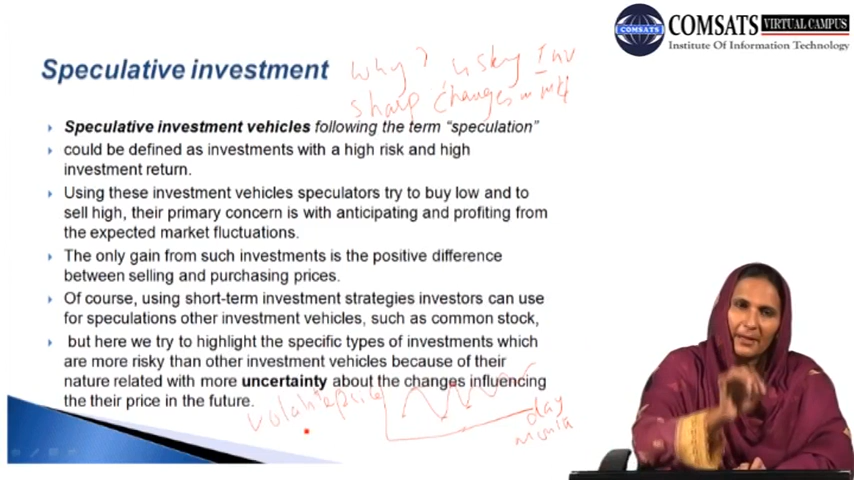 COMSATS VIRTUAL CAMPUS
COMSATS
Institute Of Information Technology
Speculative investment
why? risky Inv
sharp changes in mkt
Speculative investment vehicles following the term “speculation”
could be defined as investments with a high risk and high
investment return.
Using these investment vehicles speculators try to buy low and to
sell high, their primary concern is with anticipating and profiting from
the expected market fluctuations.
The only gain from such investments is the positive difference
between selling and purchasing prices.
Of course, using short-term investment strategies investors can use
for speculations other investment vehicles, such as common stock,
but here we try to highlight the specific types of investments which
are more risky than other investment vehicles because of their
nature related with more uncertainty about the changes influencing
the their price in the future.
day